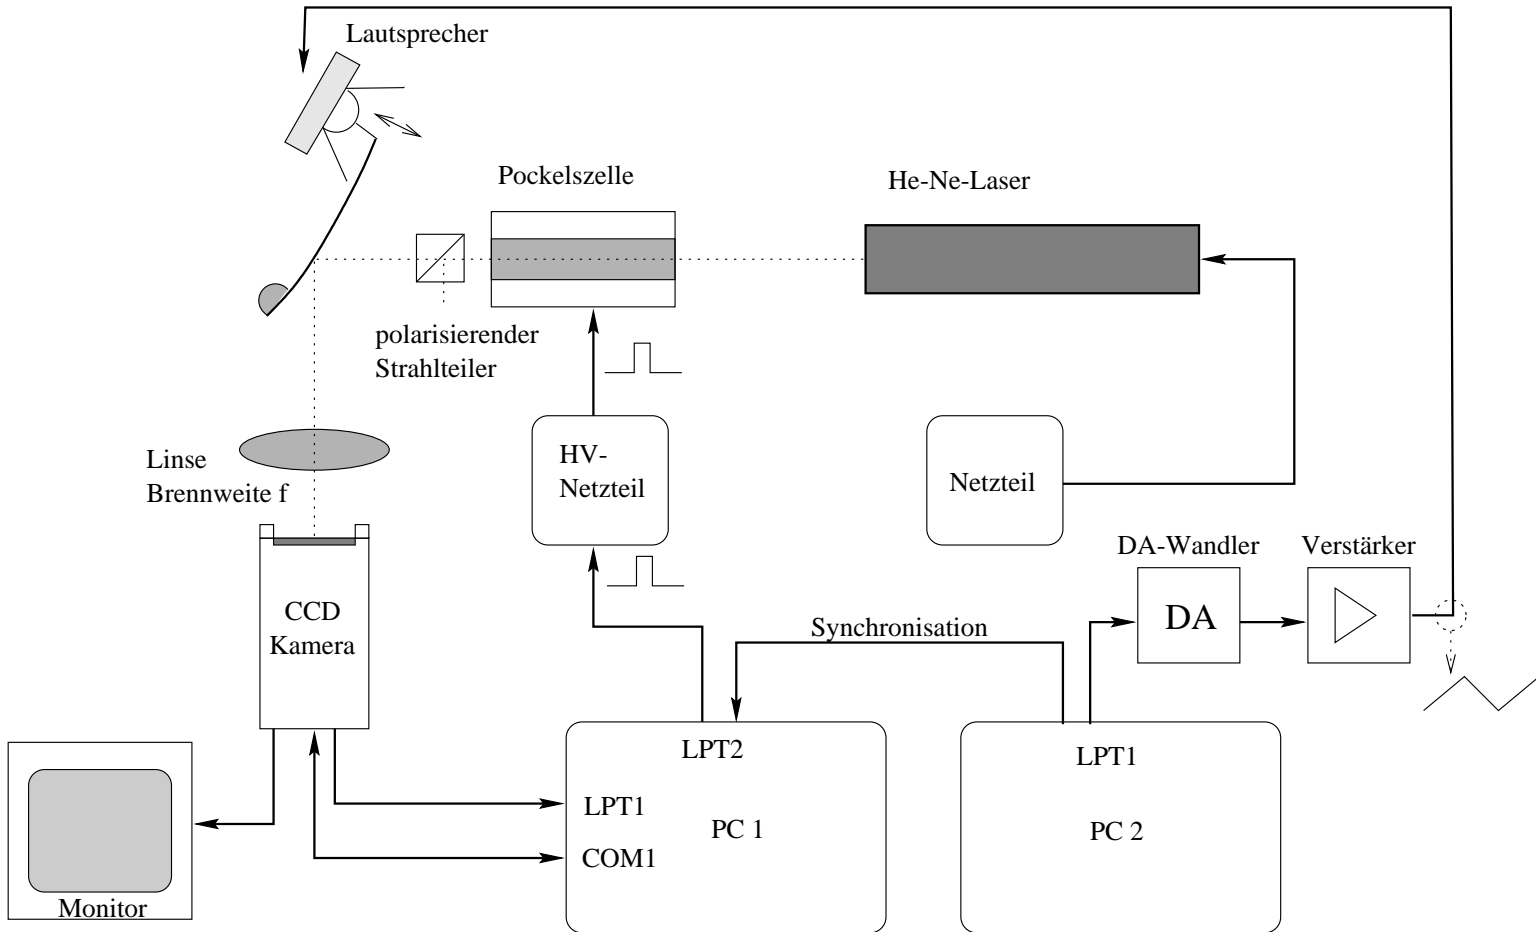 Lautsprecher
Pockelszelle
He-Ne-Laser
polarisierender
Strahlteiler
Linse
Brennweite f
HV-
Netzteil
Netzteil
DA-Wandler
Verstärker
CCD
Kamera
DA
Synchronisation
LPT2
LPT1
LPT1
PC 1
PC 2
COM1
Monitor